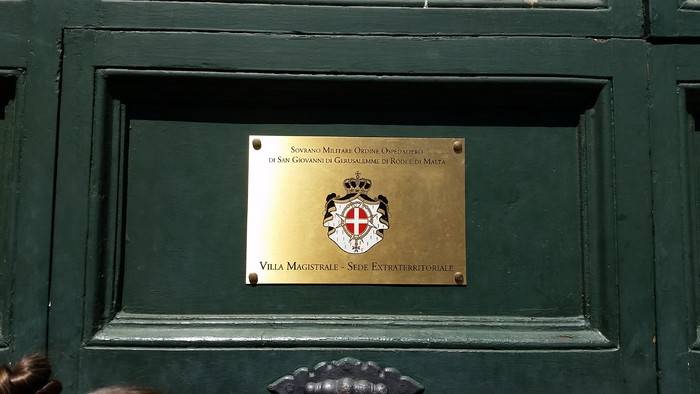 Sovrano Militare Ordine Ospedaliero
di San Giovanni di Gerusalemme di Rodi e di Malta
Villa Magistrale - Sede Extraterritoriale